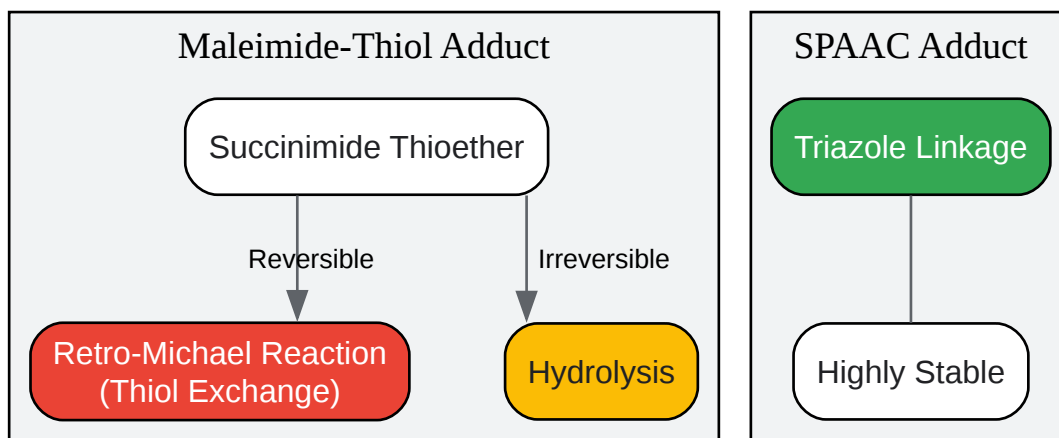 Maleimide-Thiol Adduct
Succinimide Thioether
Reversible
Irreversible
Retro-Michael Reaction
(Thiol Exchange)
Hydrolysis
SPAAC Adduct
Triazole Linkage
Highly Stable